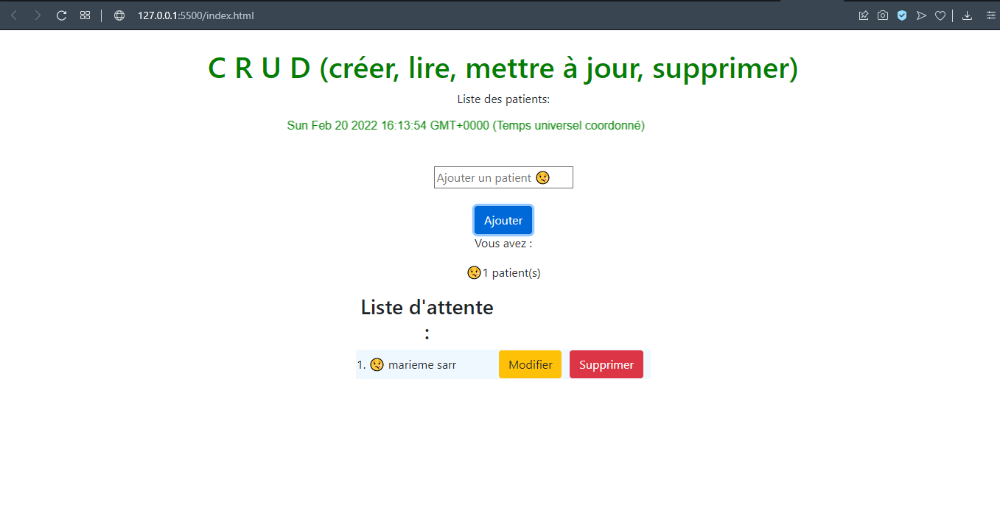 127.0.0.1:5500/index.html
C R U D (créer, lire, mettre à jour, supprimer)
Liste des patients:
Sun Feb 20 2022 16:13:54 GMT+0000 (Temps universel coordonné)
Ajouter un patient 🤒
Ajouter
Vous avez :
🤒1 patient(s)
Liste d'attente
:
1. 🤒 marieme sarr Modifier Supprimer